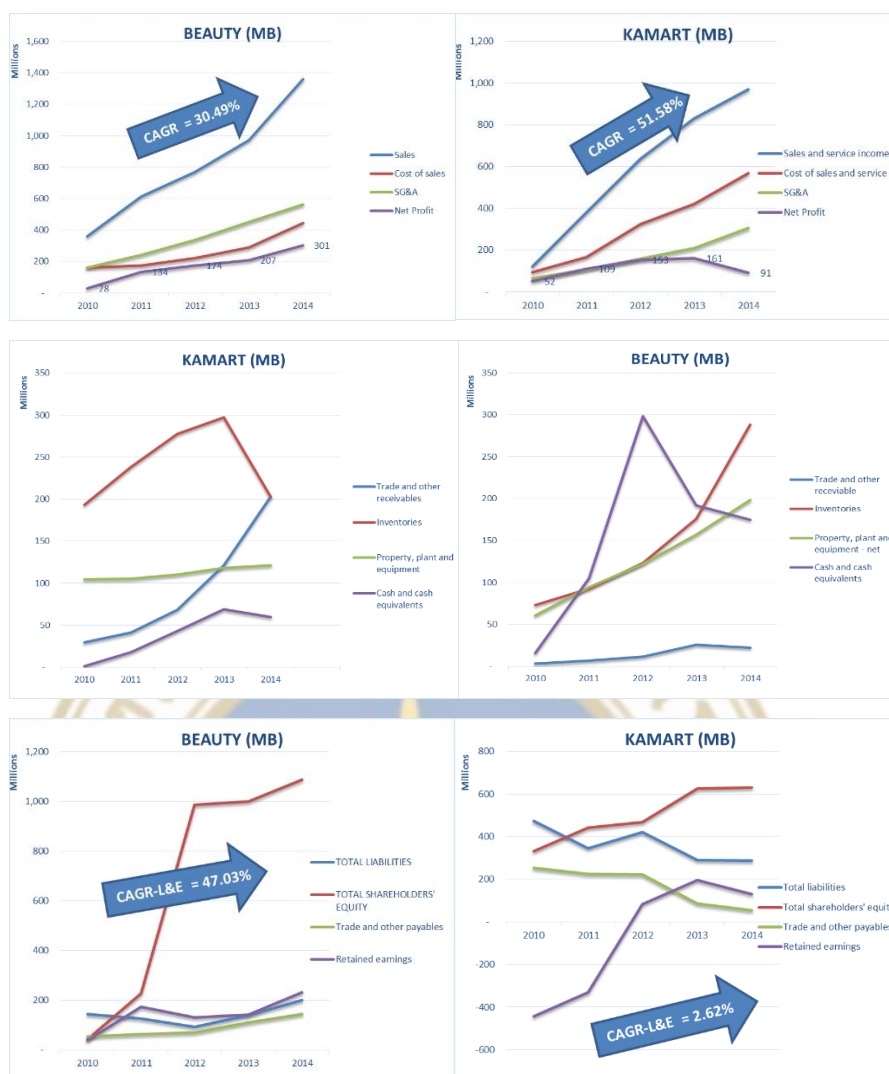 BEAUTY (MB)
Millions
1,600
1,400
1,200
1,000
800
600
400
200
-
CAGR = 30.49%
Sales
Cost of sales
SG&A
Net Profit
28
134
174
207
301
2010 2011 2012 2013 2014
KAMART (MB)
Millions
1,200
1,000
800
600
400
200
-
CAGR = 51.58%
Sales and service income
Cost of sales and service
SG&A
Net Profit
52
109
153
161
91
2010 2011 2012 2013 2014
KAMART (MB)
Millions
350
300
250
200
150
100
50
-
Trade and other
receivables
Inventories
Property, plant and
equipment
Cash and cash
equivalents
2010 2011 2012 2013 2014
BEAUTY (MB)
Millions
350
300
250
200
150
100
50
-
Trade and other
receviable
Inventories
Property, plant and
equipment - net
Cash and cash
equivalents
2010 2011 2012 2013 2014
BEAUTY (MB)
Millions
1,200
1,000
800
600
400
200
-
CAGR-L&E = 47.03%
TOTAL LIABILITIES
TOTAL SHAREHOLDERS'
EQUITY
Trade and other payables
Retained earnings
2010 2011 2012 2013 2014
KAMART (MB)
Millions
800
600
400
200
-
-200
-400
-600
2010 2011 2012 2013 2014
Total liabilities
Total shareholders' equity
Trade and other payables
Retained earnings
CAGR-L&E = 2.62%